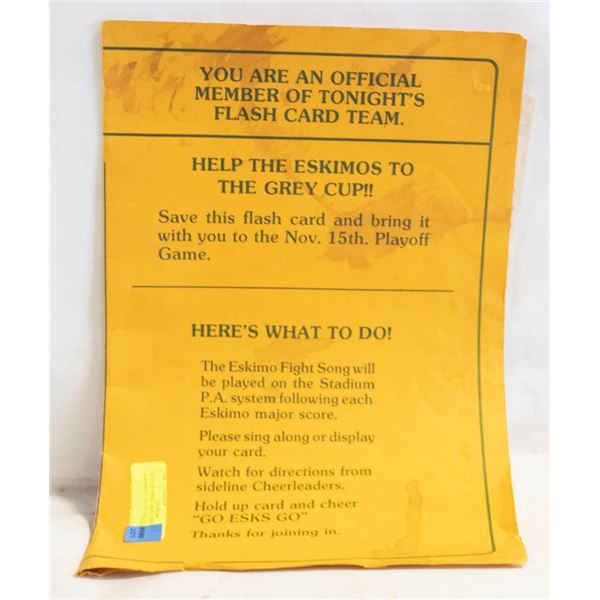 YOU ARE AN OFFICIAL
MEMBER OF TONIGHT'S
FLASH CARD TEAM.
HELP THE ESKIMOS TO
THE GREY CUP!!
Save this flash card and bring it
with you to the Nov. 15th. Playoff
Game.
HERE'S WHAT TO DO!
The Eskimo Fight Song will
be played on the Stadium
P.A. system following each
Eskimo major score.
Please sing along or display
your card.
Watch for directions from
sideline Cheerleaders.
Hold up card and cheer
"GO ESKS GO"
Thanks for joining in.
LOT